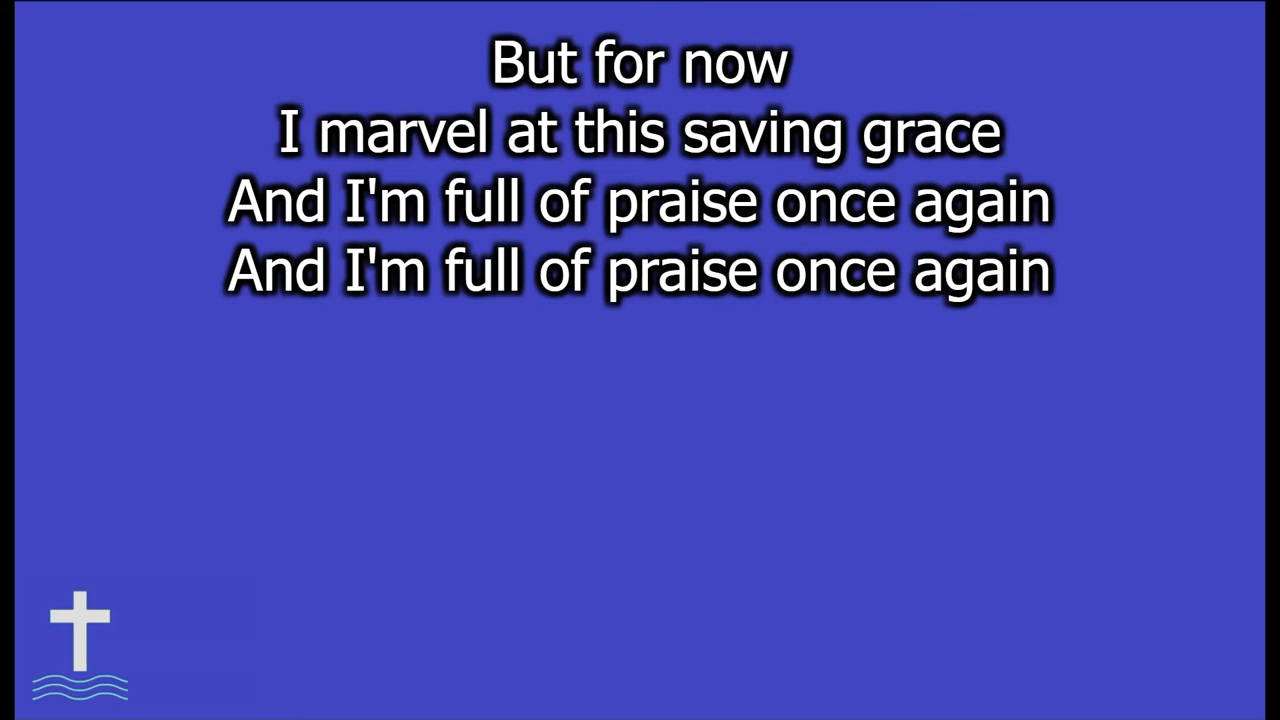 But for now
I marvel at this saving grace
And I'm full of praise once again
And I'm full of praise once again